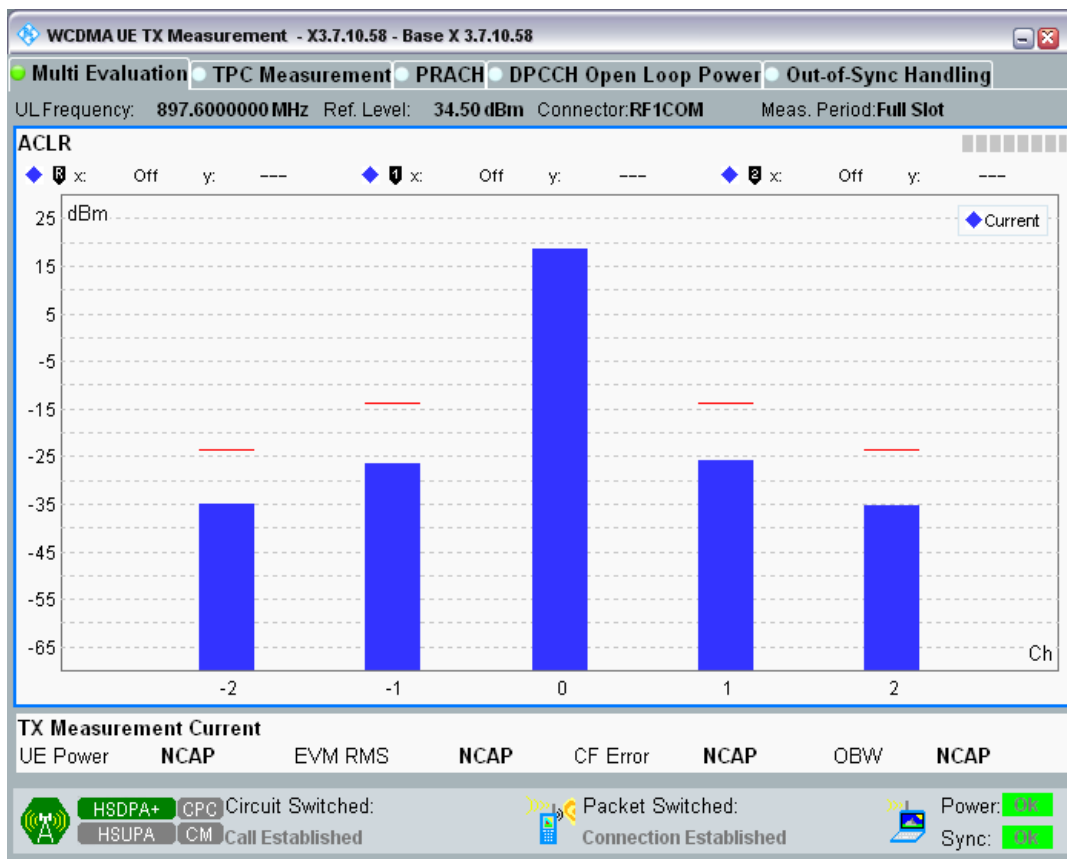 WCDMA UE TX Measurement - X3.7.10.58 - Base X 3.7.10.58
Multi Evaluation TPC Measurement PRACH DPCCH Open Loop Power Out-of-Sync Handling
UL Frequency: 897.6000000 MHz Ref. Level: 34.50 dBm Connector:RF1COM Meas. Period:Full Slot
ACLR
R x: Off y: --- 1 x: Off y: --- 2 x: Off y: ---
dBm
Current
25
15
5
-5
-15
-25
-35
-45
-55
-65
Ch
-2 -1 0 1 2
TX Measurement Current
UE Power NCAP EVM RMS NCAP CF Error NCAP OBW NCAP
HSDPA+ CPC Circuit Switched: Packet Switched: Power: Ok
HSUPA CM Call Established Connection Established Sync: Ok